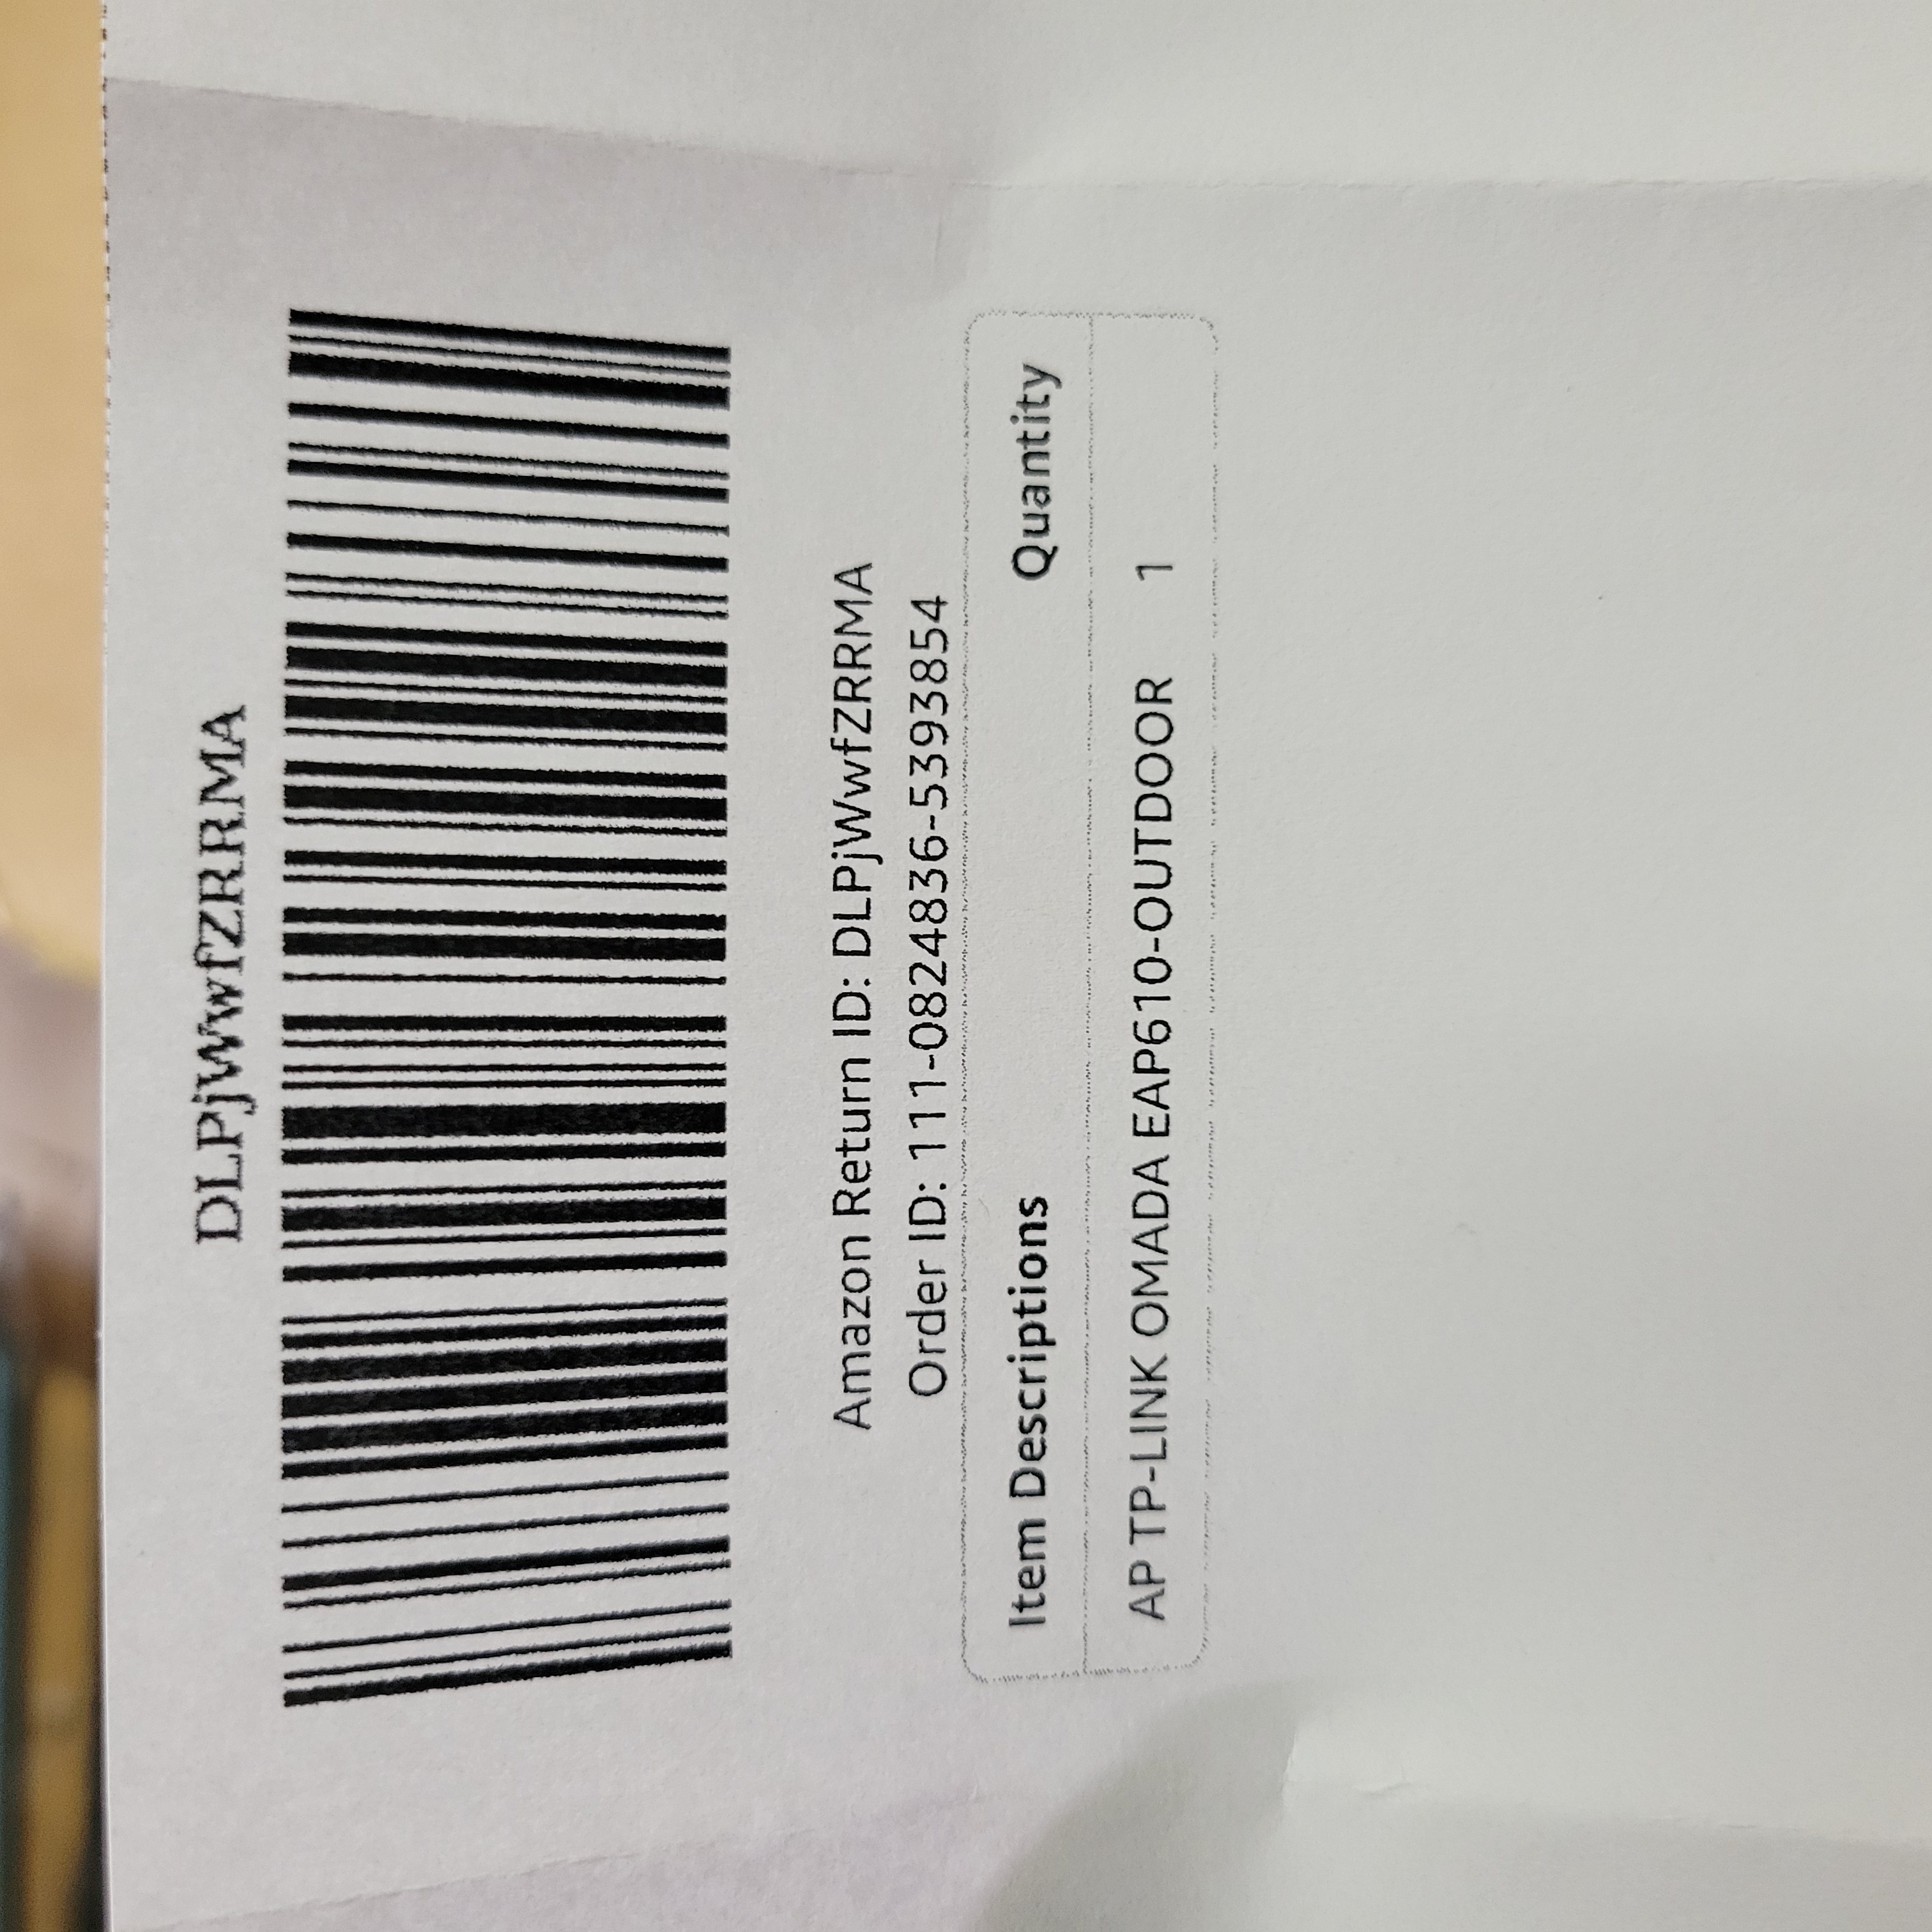 DLPjWwfZRRMA
Amazon Return ID: DLPjWwfZRRMA
Order ID: 111-0824836-5393854
Item Descriptions Quantity
AP TP-LINK OMADA EAP610-OUTDOOR 1